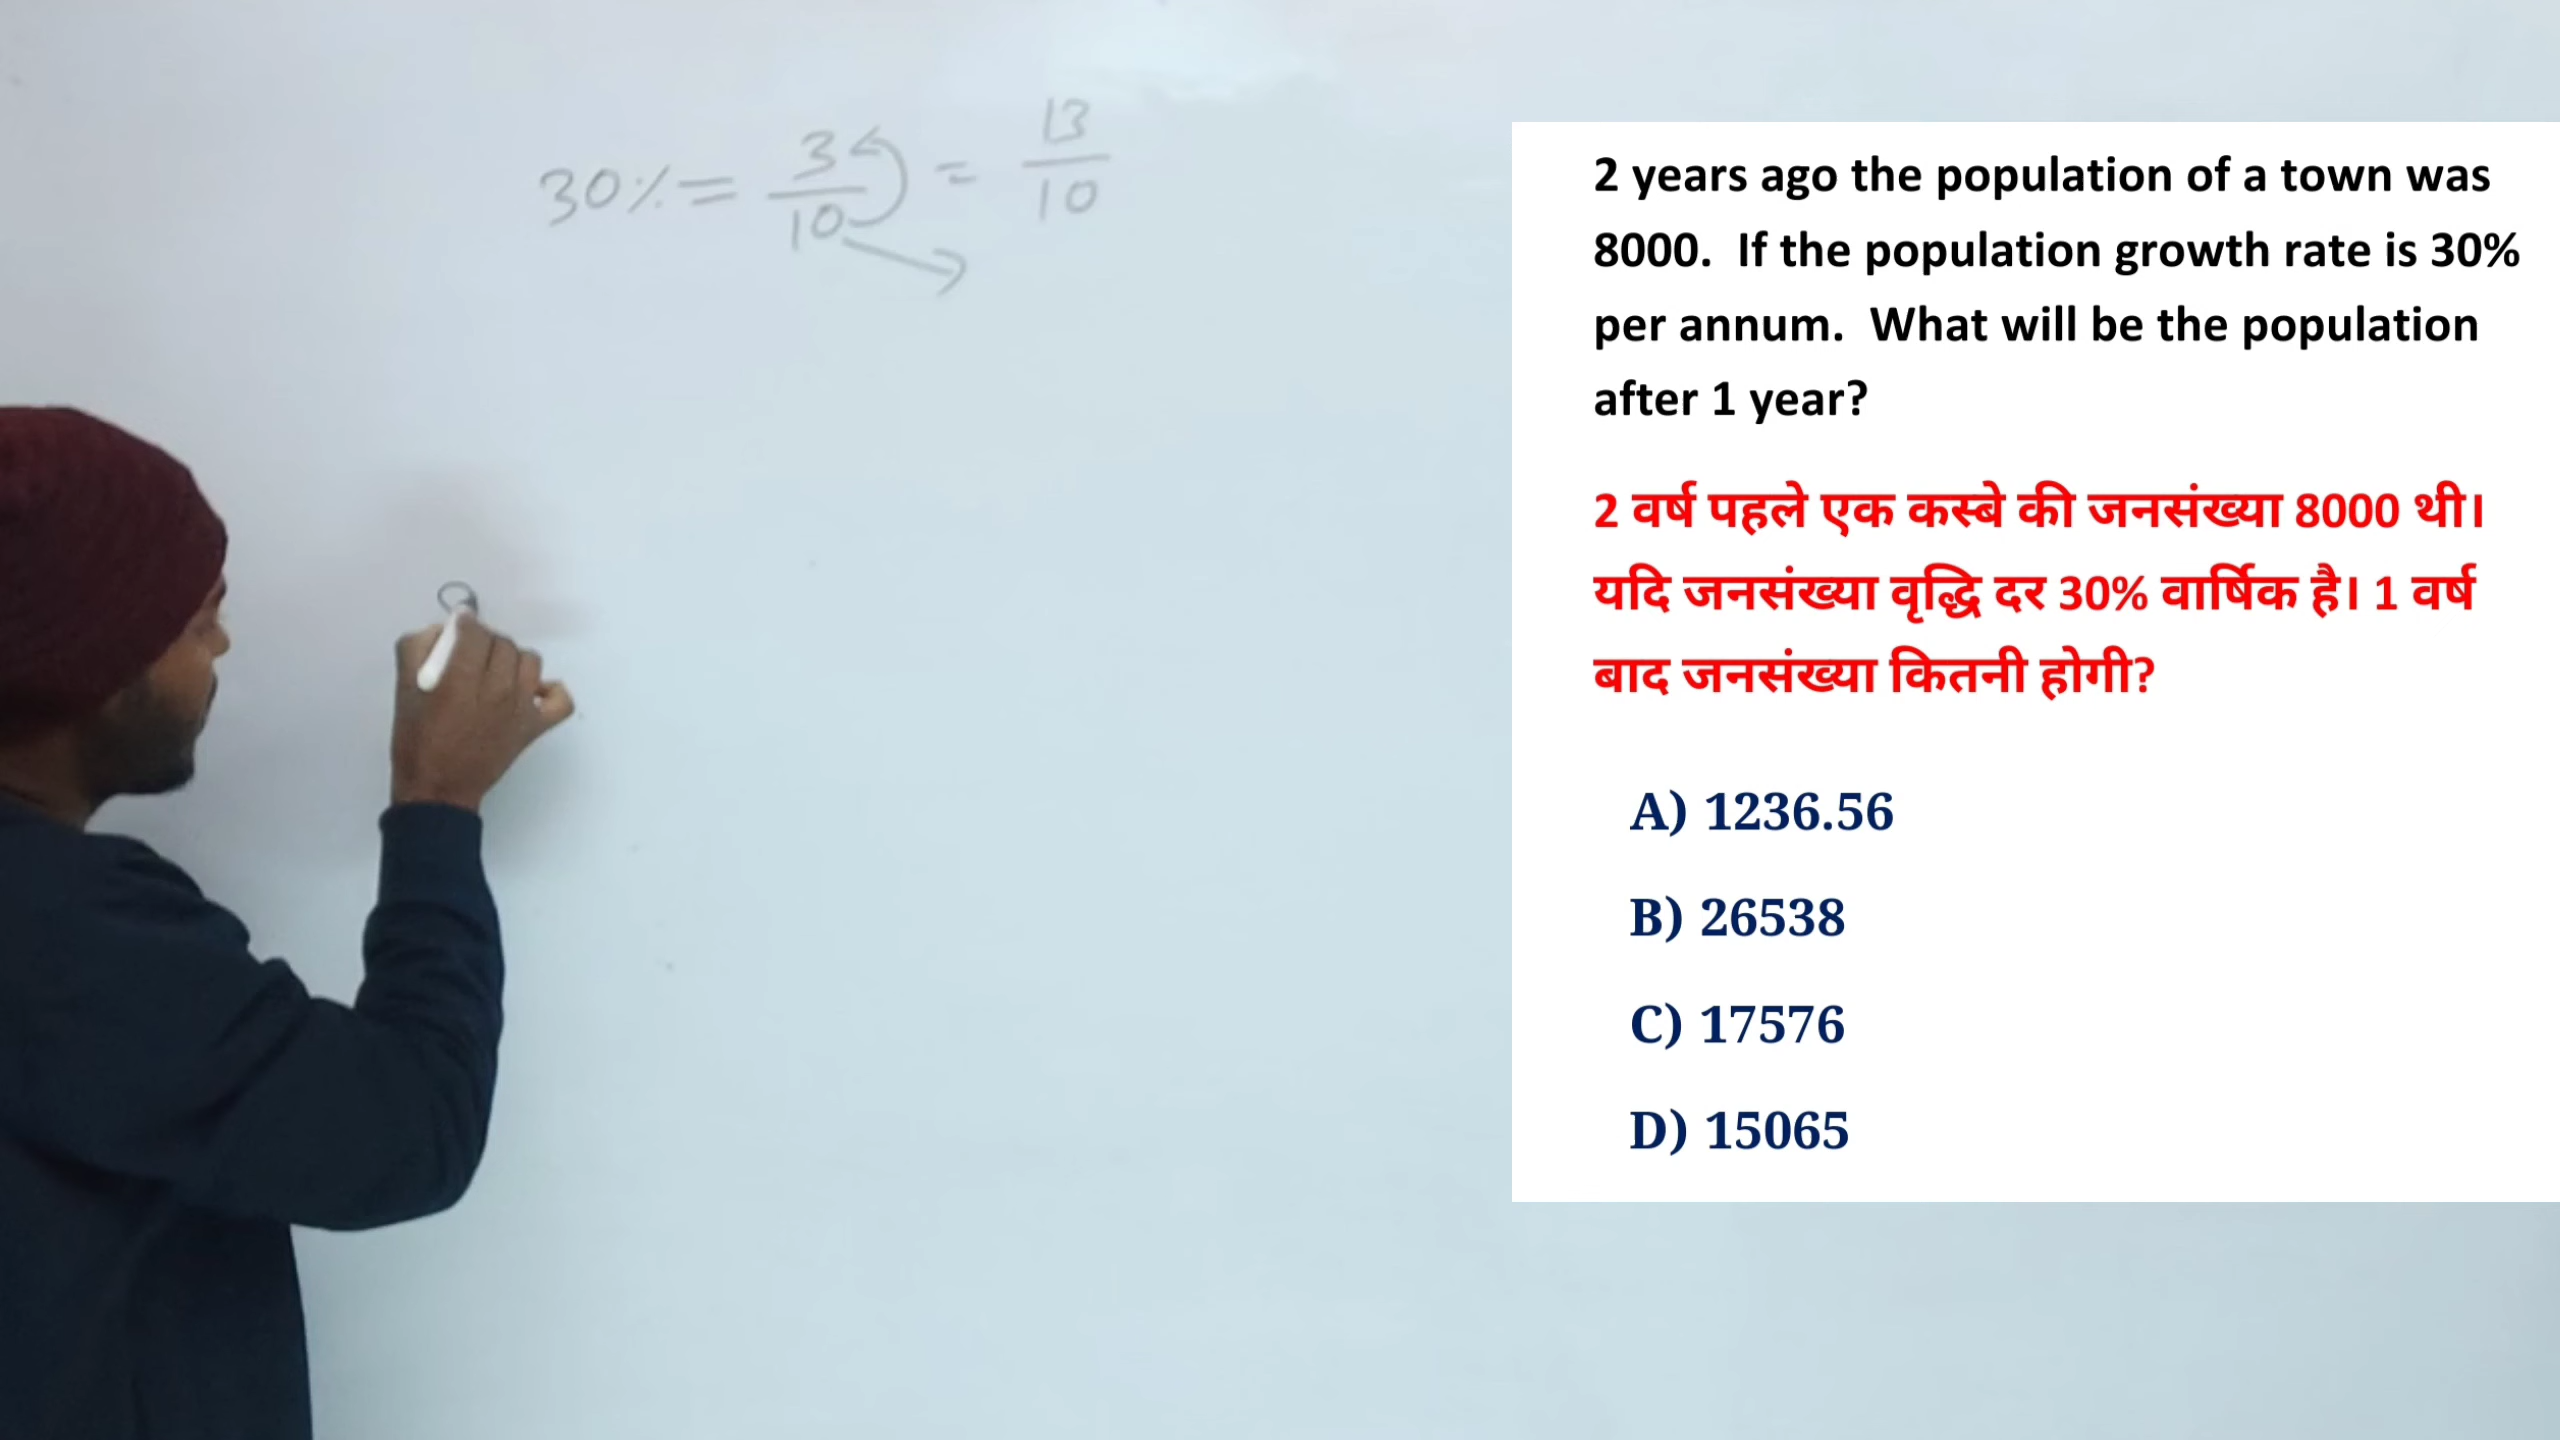 30% = 3/10 = 13/10
8
2 years ago the population of a town was
8000. If the population growth rate is 30%
per annum. What will be the population
after 1 year?
2 वर्ष पहले एक कस्बे की जनसंख्या 8000 थी।
यदि जनसंख्या वृद्धि दर 30% वार्षिक है। 1 वर्ष
बाद जनसंख्या कितनी होगी?
A) 1236.56
B) 26538
C) 17576
D) 15065